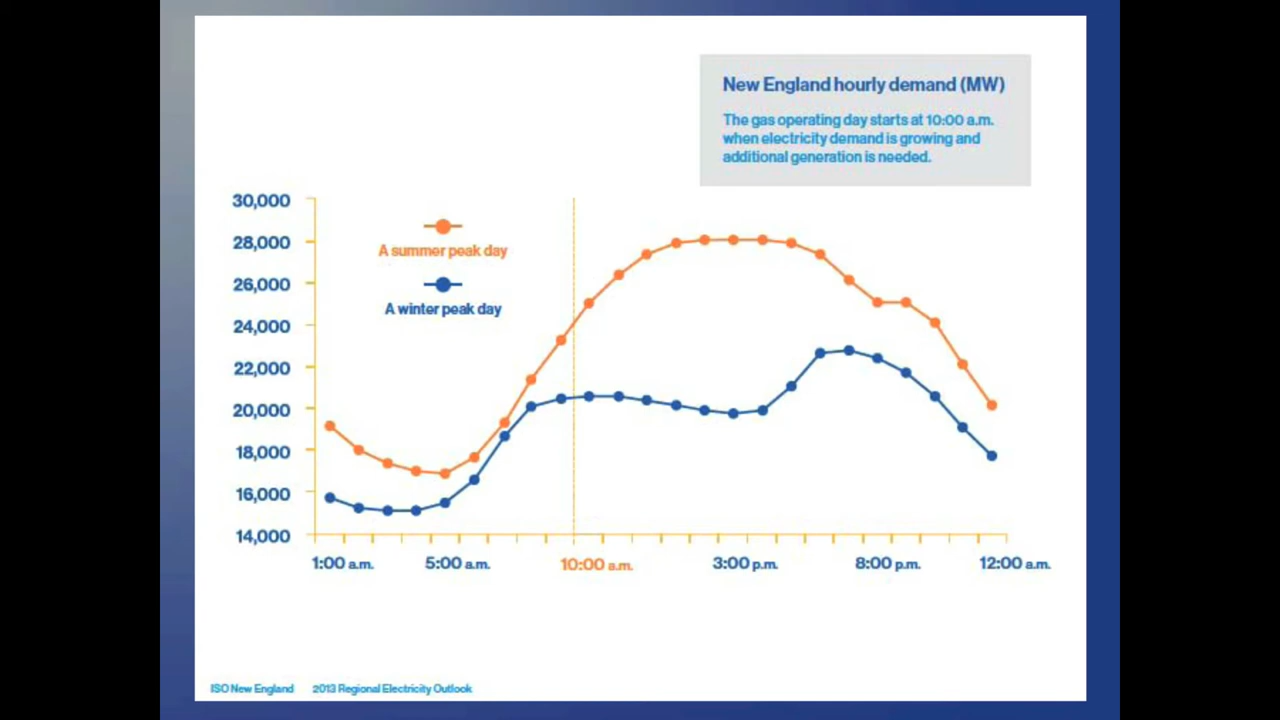 New England hourly demand (MW)
The gas operating day starts at 10:00 a.m.
when electricity demand is growing and
additional generation is needed.
30,000
28,000
26,000
24,000
22,000
20,000
18,000
16,000
14,000
A summer peak day
A winter peak day
1:00 a.m.
5:00 a.m.
10:00 a.m.
3:00 p.m.
8:00 p.m.
12:00 a.m.
ISO New England 2013 Regional Electricity Outlook